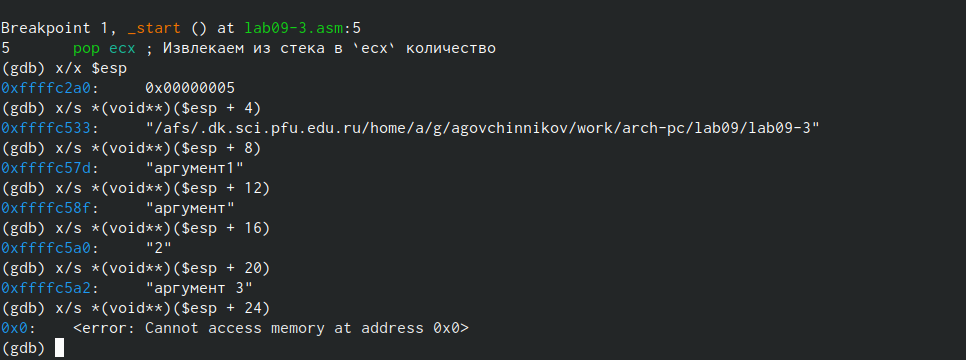 Breakpoint 1, _start () at lab09-3.asm:5
5 pop ecx ; Извлекаем из стека в `ecx` количество
(gdb) x/x $esp
0xffffc2a0: 0x00000005
(gdb) x/s *(void**)($esp + 4)
0xffffc533: "/afs/.dk.sci.pfu.edu.ru/home/a/g/agovchinnikov/work/arch-pc/lab09/lab09-3"
(gdb) x/s *(void**)($esp + 8)
0xffffc57d: "аргумент1"
(gdb) x/s *(void**)($esp + 12)
0xffffc58f: "аргумент"
(gdb) x/s *(void**)($esp + 16)
0xffffc5a0: "2"
(gdb) x/s *(void**)($esp + 20)
0xffffc5a2: "аргумент 3"
(gdb) x/s *(void**)($esp + 24)
0x0: <error: Cannot access memory at address 0x0>
(gdb)